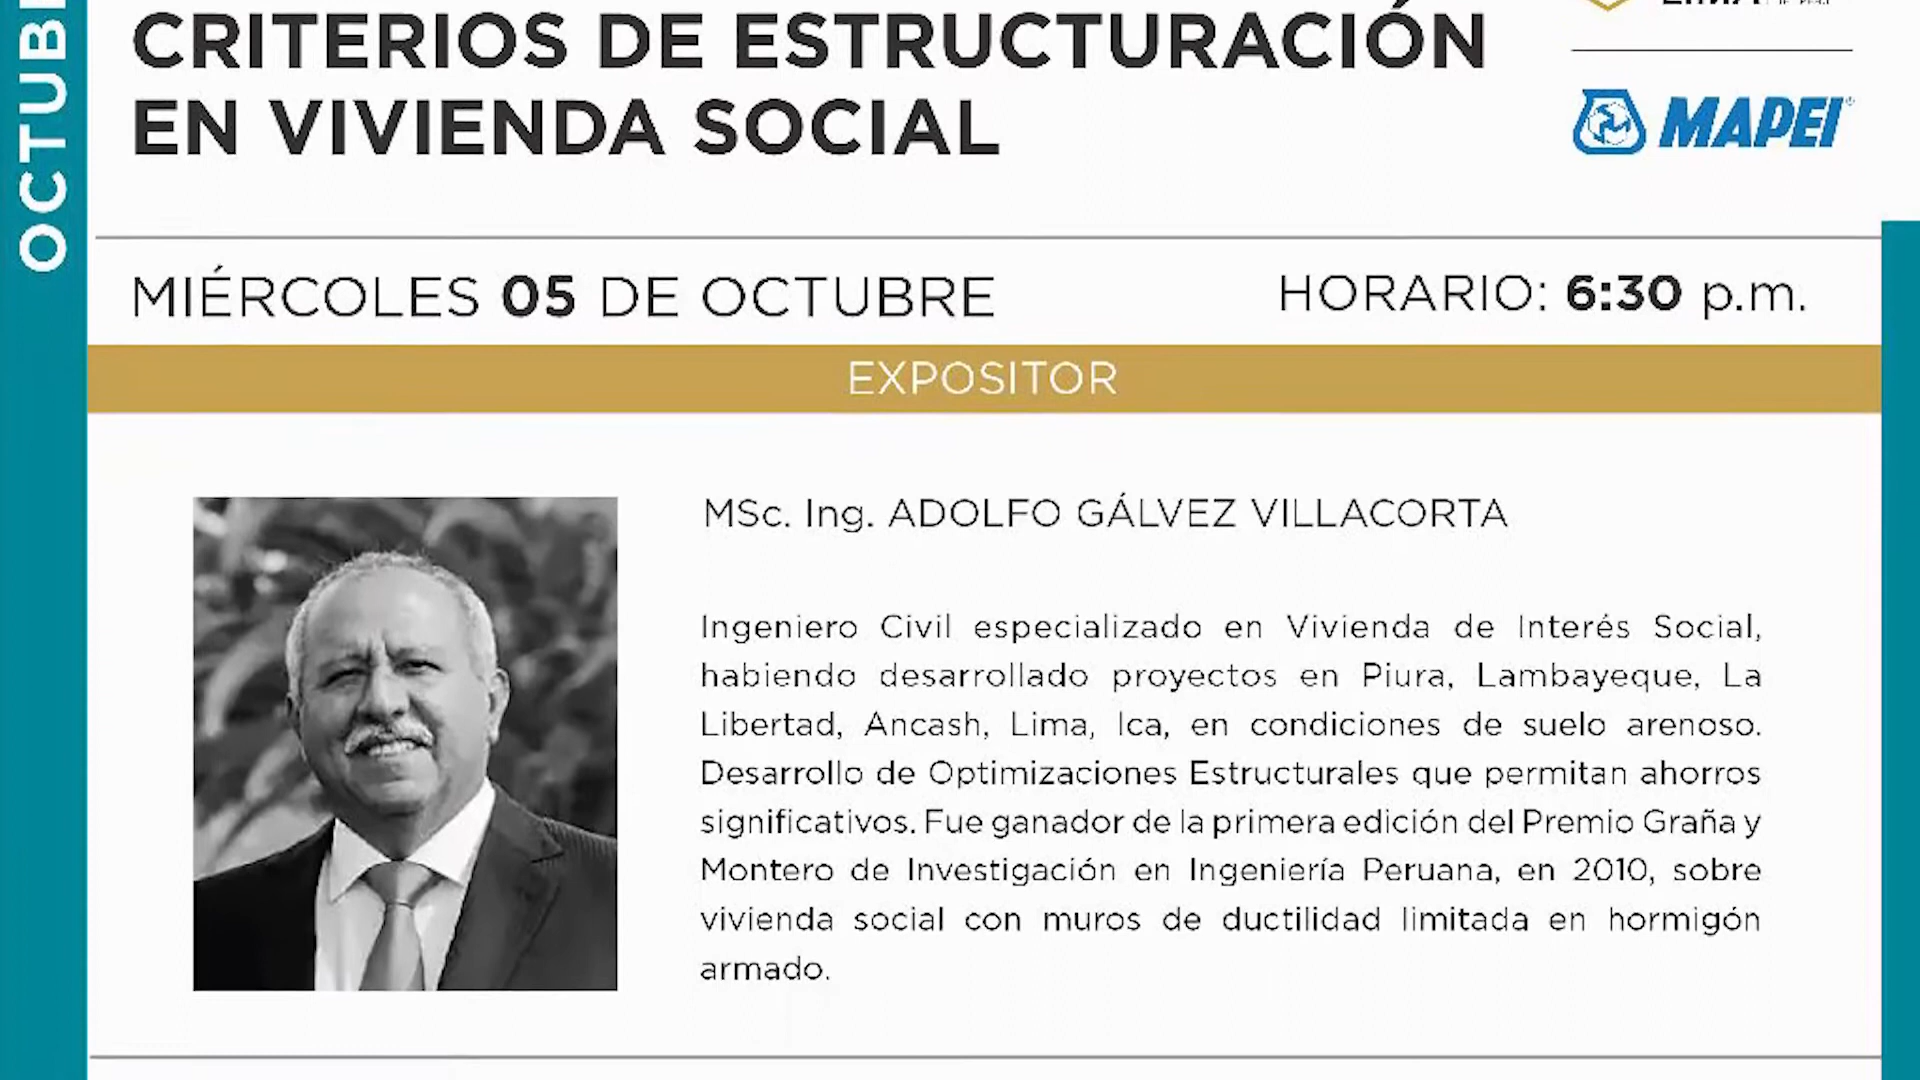 CRITERIOS DE ESTRUCTURACIÓN
EN VIVIENDA SOCIAL
MAPEI®
MIÉRCOLES 05 DE OCTUBRE
HORARIO: 6:30 p.m.
EXPOSITOR
MSc. Ing. ADOLFO GÁLVEZ VILLACORTA
Ingeniero Civil especializado en Vivienda de Interés Social,
habiendo desarrollado proyectos en Piura, Lambayeque, La
Libertad, Ancash, Lima, Ica, en condiciones de suelo arenoso.
Desarrollo de Optimizaciones Estructurales que permitan ahorros
significativos. Fue ganador de la primera edición del Premio Graña y
Montero de Investigación en Ingeniería Peruana, en 2010, sobre
vivienda social con muros de ductilidad limitada en hormigón
armado.